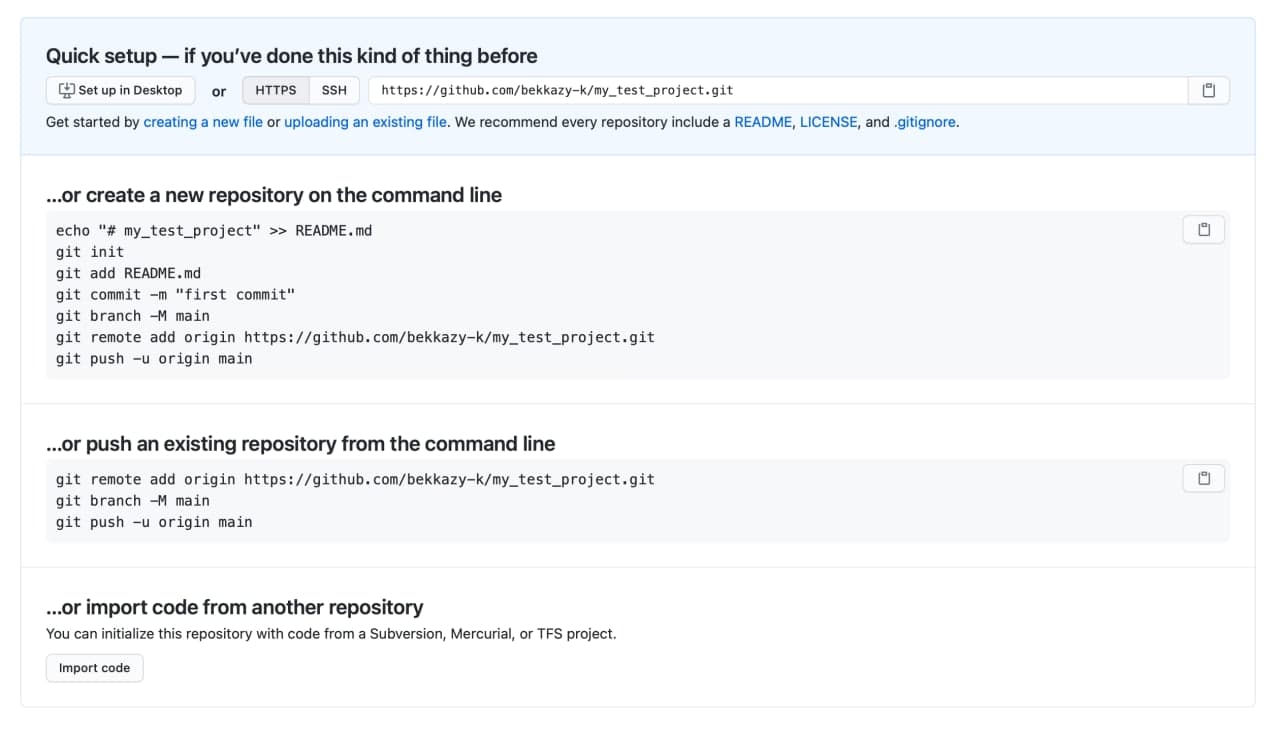 Quick setup — if you’ve done this kind of thing before
Set up in Desktop or HTTPS SSH https://github.com/bekkazy-k/my_test_project.git
Get started by creating a new file or uploading an existing file. We recommend every repository include a README, LICENSE, and .gitignore.
…or create a new repository on the command line
echo "# my_test_project" >> README.md
git init
git add README.md
git commit -m "first commit"
git branch -M main
git remote add origin https://github.com/bekkazy-k/my_test_project.git
git push -u origin main
…or push an existing repository from the command line
git remote add origin https://github.com/bekkazy-k/my_test_project.git
git branch -M main
git push -u origin main
…or import code from another repository
You can initialize this repository with code from a Subversion, Mercurial, or TFS project.
Import code